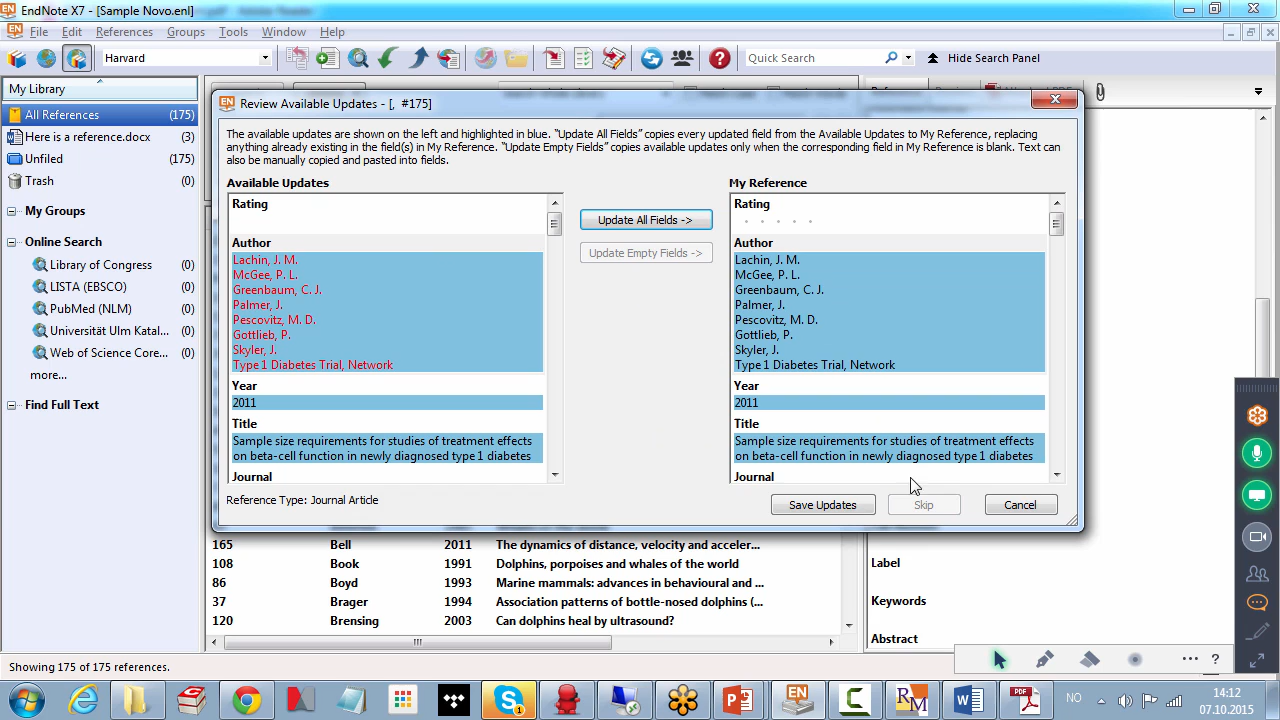 EndNote X7 - [Sample Novo.enl]
File Edit References Groups Tools Window Help
Harvard
Quick Search
Hide Search Panel
My Library
All References (175)
Here is a reference.docx (3)
Unfiled (175)
Trash (0)
My Groups
Online Search
Library of Congress (0)
LISTA (EBSCO) (0)
PubMed (NLM) (0)
Universität Ulm Katal... (0)
Web of Science Core... (0)
more...
Find Full Text
Review Available Updates - [, #175]
The available updates are shown on the left and highlighted in blue. "Update All Fields" copies every updated field from the Available Updates to My Reference, replacing
anything already existing in the field(s) in My Reference. "Update Empty Fields" copies available updates only when the corresponding field in My Reference is blank. Text can
also be manually copied and pasted into fields.
Available Updates
Rating
Author
Lachin, J. M.
McGee, P. L.
Greenbaum, C. J.
Palmer, J.
Pescovitz, M. D.
Gottlieb, P.
Skyler, J.
Type 1 Diabetes Trial, Network
Year
2011
Title
Sample size requirements for studies of treatment effects
on beta-cell function in newly diagnosed type 1 diabetes
Journal
Update All Fields ->
Update Empty Fields ->
My Reference
Rating
Author
Lachin, J. M.
McGee, P. L.
Greenbaum, C. J.
Palmer, J.
Pescovitz, M. D.
Gottlieb, P.
Skyler, J.
Type 1 Diabetes Trial, Network
Year
2011
Title
Sample size requirements for studies of treatment effects
on beta-cell function in newly diagnosed type 1 diabetes
Journal
Reference Type: Journal Article
Save Updates Skip Cancel
165 Bell 2011 The dynamics of distance, velocity and acceler...
108 Book 1991 Dolphins, porpoises and whales of the world
86 Boyd 1993 Marine mammals: advances in behavioural and ...
37 Brager 1994 Association patterns of bottle-nosed dolphins (...
120 Brensing 2003 Can dolphins heal by ultrasound?
Label
Keywords
Abstract
Showing 175 of 175 references.
NO
14:12
07.10.2015